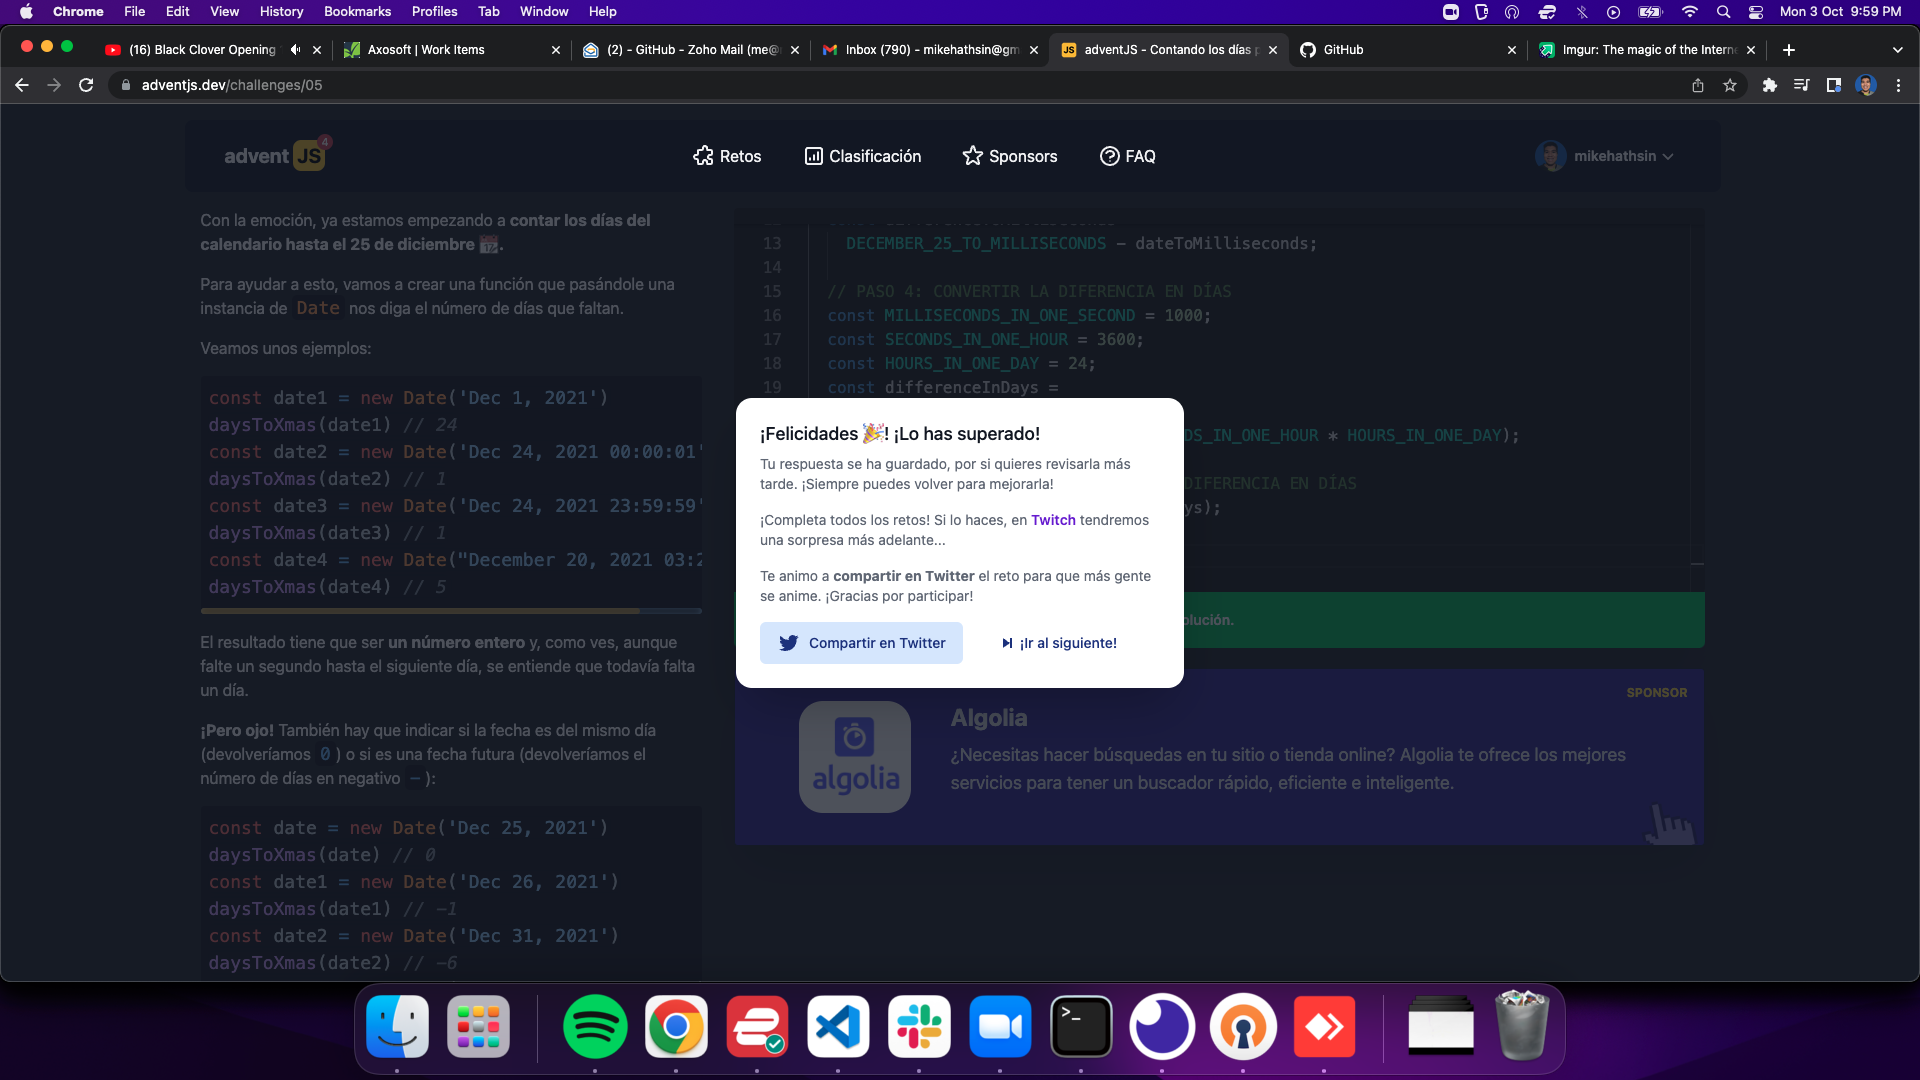 Chrome File Edit View History Bookmarks Profiles Tab Window Help Mon 3 Oct 9:59 PM
(16) Black Clover Opening Axosoft | Work Items (2) - GitHub - Zoho Mail (me@ Inbox (790) - mikehathsin@gm adventJS - Contando los días p GitHub Imgur: The magic of the Interne
adventjs.dev/challenges/05
advent JS 4 Retos Clasificación Sponsors FAQ mikehathsin
Con la emoción, ya estamos empezando a contar los días del
calendario hasta el 25 de diciembre 📆.
Para ayudar a esto, vamos a crear una función que pasándole una
instancia de Date nos diga el número de días que faltan.
Veamos unos ejemplos:
const date1 = new Date('Dec 1, 2021')
daysToXmas(date1) // 24
const date2 = new Date('Dec 24, 2021 00:00:01'
daysToXmas(date2) // 1
const date3 = new Date('Dec 24, 2021 23:59:59'
daysToXmas(date3) // 1
const date4 = new Date("December 20, 2021 03:2
daysToXmas(date4) // 5
El resultado tiene que ser un número entero y, como ves, aunque
falte un segundo hasta el siguiente día, se entiende que todavía falta
un día.
¡Pero ojo! También hay que indicar si la fecha es del mismo día
(devolveríamos 0 ) o si es una fecha futura (devolveríamos el
número de días en negativo - ):
const date = new Date('Dec 25, 2021')
daysToXmas(date) // 0
const date1 = new Date('Dec 26, 2021')
daysToXmas(date1) // -1
const date2 = new Date('Dec 31, 2021')
daysToXmas(date2) // -6
13 DECEMBER_25_TO_MILLISECONDS - dateToMilliseconds;
14
15 // PASO 4: CONVERTIR LA DIFERENCIA EN DÍAS
16 const MILLISECONDS_IN_ONE_SECOND = 1000;
17 const SECONDS_IN_ONE_HOUR = 3600;
18 const HOURS_IN_ONE_DAY = 24;
19 const differenceInDays =
DS_IN_ONE_HOUR * HOURS_IN_ONE_DAY);
DIFERENCIA EN DÍAS
ys);
¡Felicidades 🎉! ¡Lo has superado!
Tu respuesta se ha guardado, por si quieres revisarla más
tarde. ¡Siempre puedes volver para mejorarla!
¡Completa todos los retos! Si lo haces, en Twitch tendremos
una sorpresa más adelante...
Te animo a compartir en Twitter el reto para que más gente
se anime. ¡Gracias por participar!
Compartir en Twitter ¡Ir al siguiente!
olución.
SPONSOR
algolia
Algolia
¿Necesitas hacer búsquedas en tu sitio o tienda online? Algolia te ofrece los mejores
servicios para tener un buscador rápido, eficiente e inteligente.